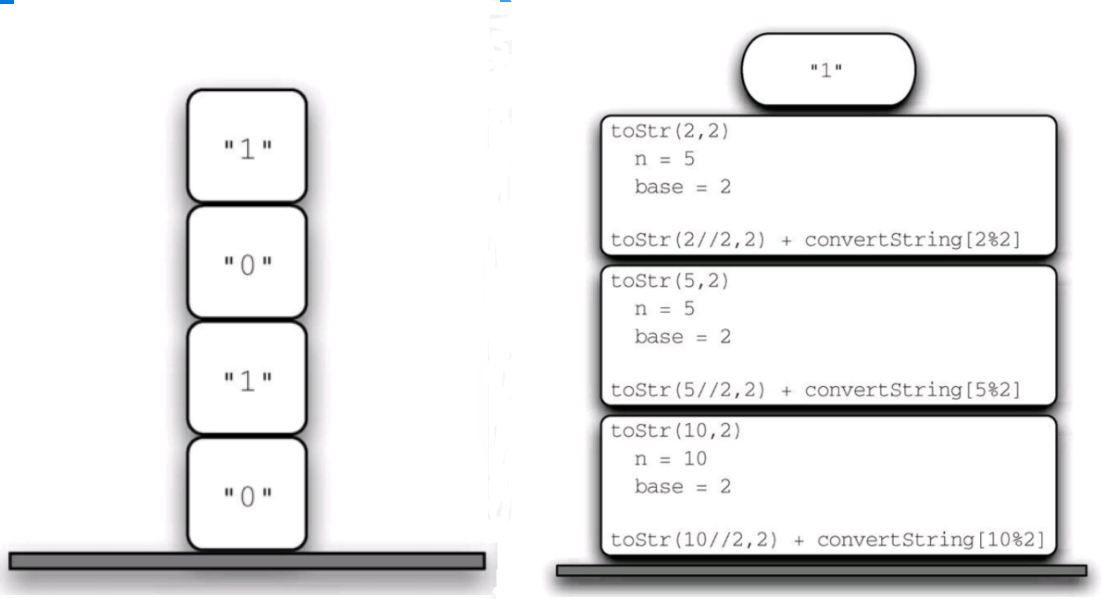 "1"
"0"
"1"
"0"
"1"
toStr(2,2)
n = 5
base = 2
toStr(2//2,2) + convertString[2%2]
toStr(5,2)
n = 5
base = 2
toStr(5//2,2) + convertString[5%2]
toStr(10,2)
n = 10
base = 2
toStr(10//2,2) + convertString[10%2]